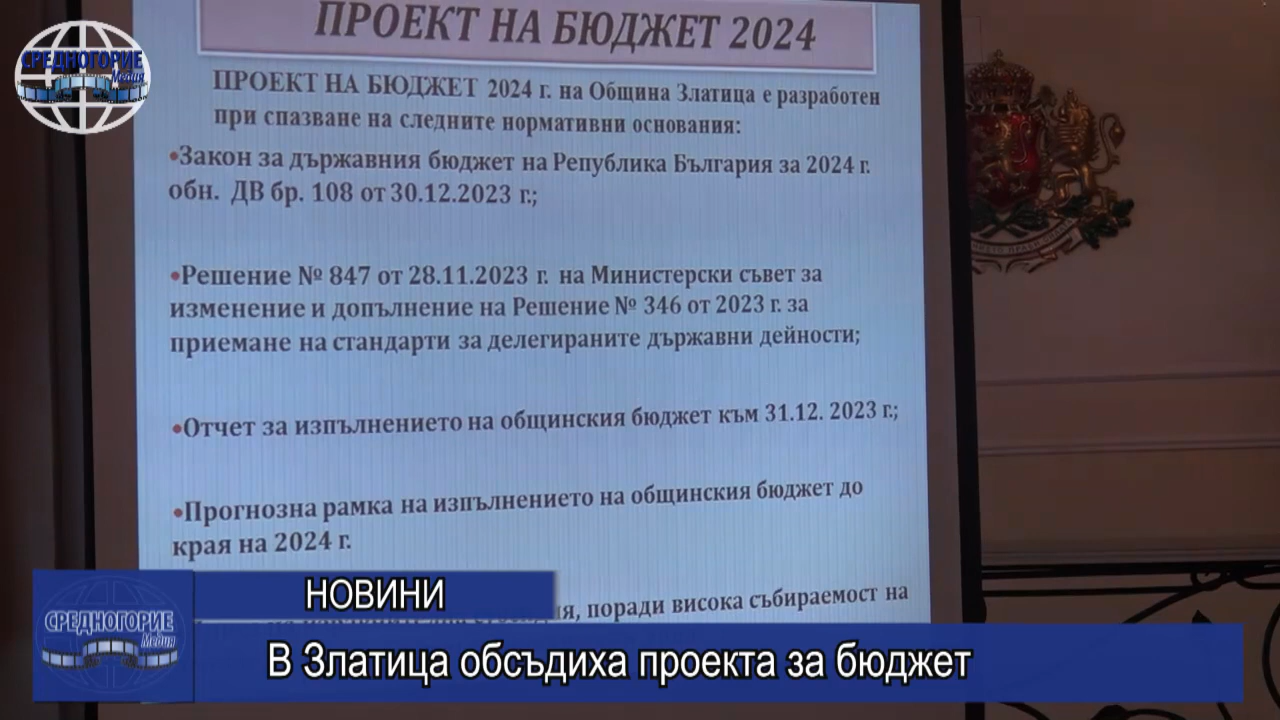 СРЕДНОГОРИЕ
Медия
ПРОЕКТ НА БЮДЖЕТ 2024
ПРОЕКТ НА БЮДЖЕТ 2024 г. на Община Златица е разработен
при спазване на следните нормативни основания:
•Закон за държавния бюджет на Република България за 2024 г.
обн. ДВ бр. 108 от 30.12.2023 г.;
•Решение № 847 от 28.11.2023 г. на Министерски съвет за
изменение и допълнение на Решение № 346 от 2023 г. за
приемане на стандарти за делегираните държавни дейности;
•Отчет за изпълнението на общинския бюджет към 31.12. 2023 г.;
•Прогнозна рамка на изпълнението на общинския бюджет до
края на 2024 г.
поради висока събираемост на
НОВИНИ
СРЕДНОГОРИЕ
Медия
В Златица обсъдиха проекта за бюджет